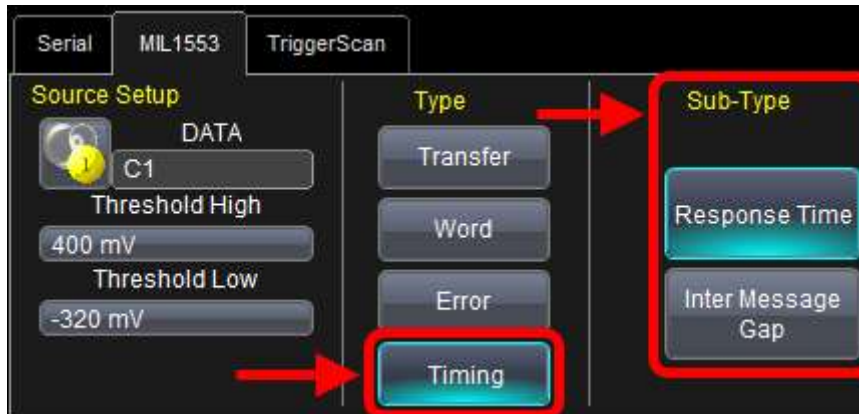 Serial MIL1553 TriggerScan
Source Setup
DATA
1
C1
Threshold High
400 mV
Threshold Low
-320 mV
Type
Transfer
Word
Error
Timing
Sub-Type
Response Time
Inter Message
Gap